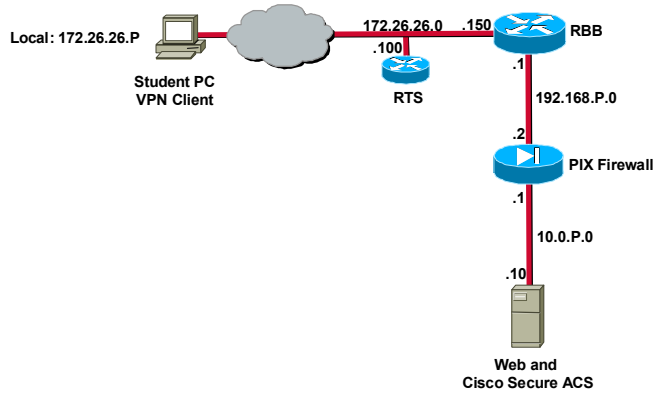 172.26.26.0
.150
RBB
Local: 172.26.26.P
.100
.1
Student PC
VPN Client
RTS
192.168.P.0
.2
PIX Firewall
.1
10.0.P.0
.10
Web and
Cisco Secure ACS